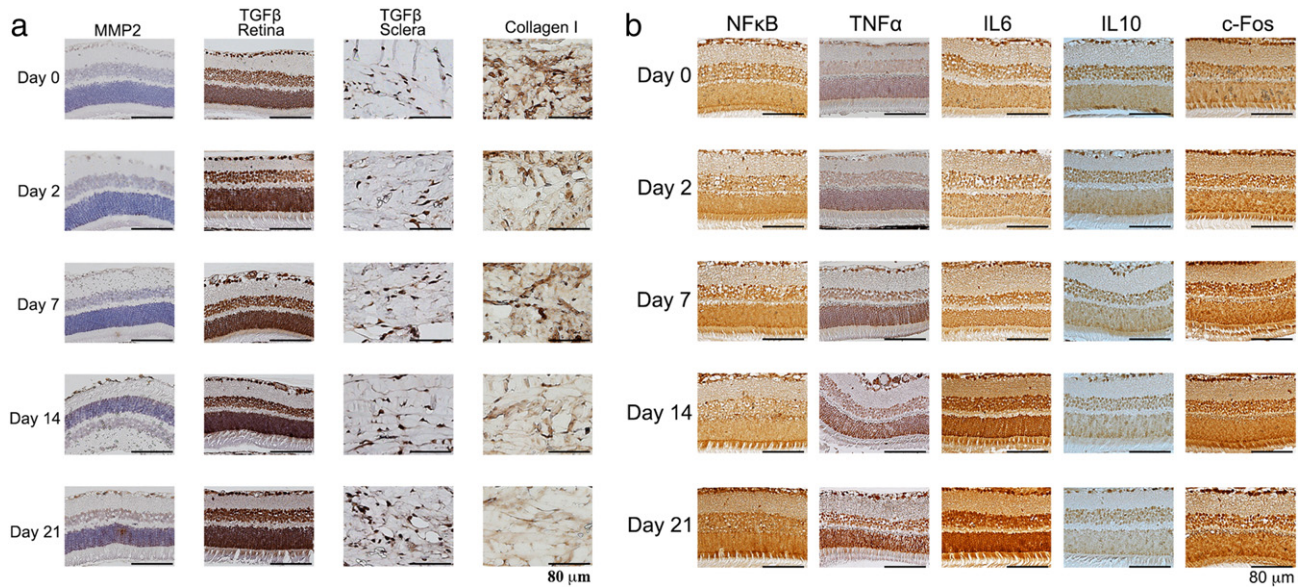 a
MMP2
TGFβ
Retina
TGFβ
Sclera
Collagen I
Day 0
Day 2
Day 7
Day 14
Day 21
80 μm
b
NFκB
TNFα
IL6
IL10
c-Fos
Day 0
Day 2
Day 7
Day 14
Day 21
80 μm